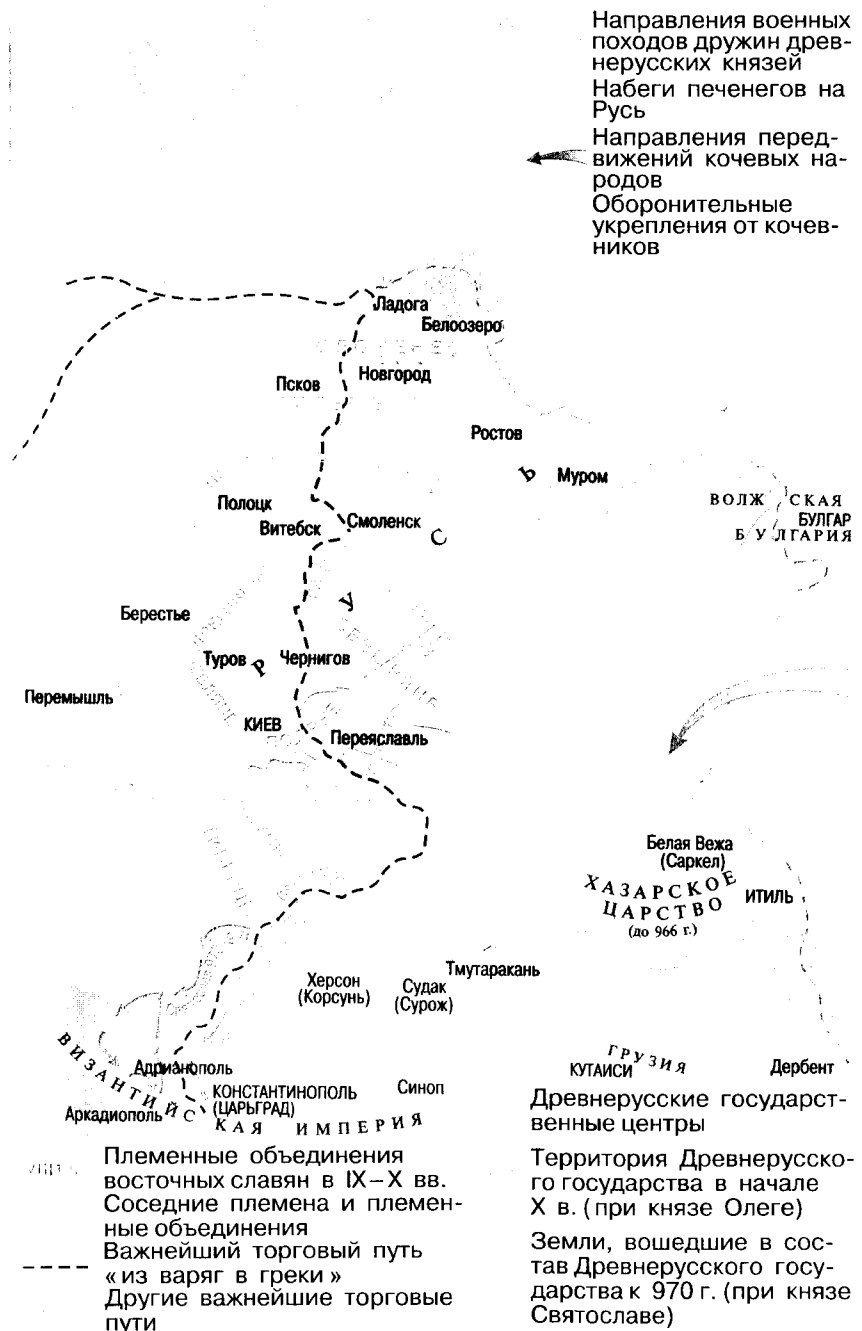 Направления военных
походов дружин древ-
нерусских князей
Набеги печенегов на
Русь
Направления перед-
вижений кочевых на-
родов
Оборонительные
укрепления от кочев-
ников
Ладога
Белоозеро
Новгород
Псков
Ростов
Муром
Полоцк
Витебск
Смоленск
ВОЛЖСКАЯ
БУЛГАР
БУЛГАРИЯ
Берестье
Туров
Чернигов
РУСЬ
Перемышль
КИЕВ
Переяславль
Белая Вежа
(Саркел)
ХАЗАРСКОЕ
ЦАРСТВО
(до 966 г.)
ИТИЛЬ
Херсон
(Корсунь)
Судак
(Сурож)
Тмутаракань
ГРУЗИЯ
КУТАИСИ
Дербент
Адрианополь
Аркадиополь
КОНСТАНТИНОПОЛЬ
(ЦАРЬГРАД)
Синоп
ВИЗАНТИЙСКАЯ ИМПЕРИЯ
Племенные объединения
восточных славян в IX–X вв.
Соседние племена и племен-
ные объединения
Важнейший торговый путь
«из варяг в греки»
Другие важнейшие торговые
пути
Древнерусские государст-
венные центры
Территория Древнерусско-
го государства в начале
X в. (при князе Олеге)
Земли, вошедшие в сос-
тав Древнерусского госу-
дарства к 970 г. (при князе
Святославе)